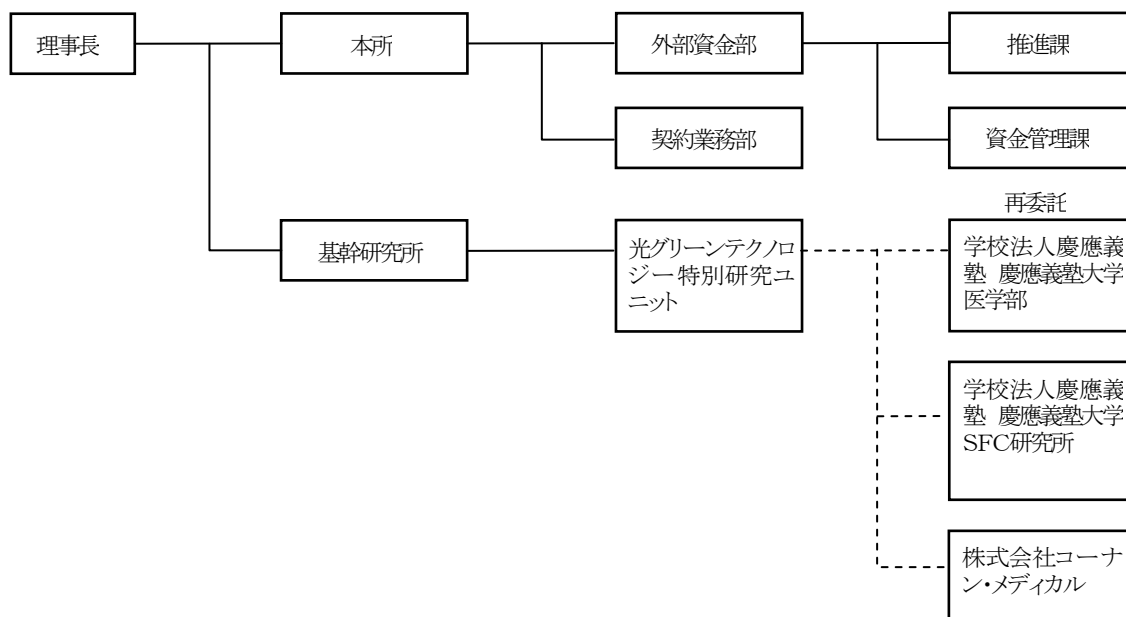 理事長
本所
外部資金部
推進課
契約業務部
資金管理課
再委託
基幹研究所
光グリーンテクノロ
ジー特別研究ユ
ニット
学校法人慶應義
塾 慶應義塾大学
医学部
学校法人慶應義
塾 慶應義塾大学
SFC研究所
株式会社コーナ
ン・メディカル